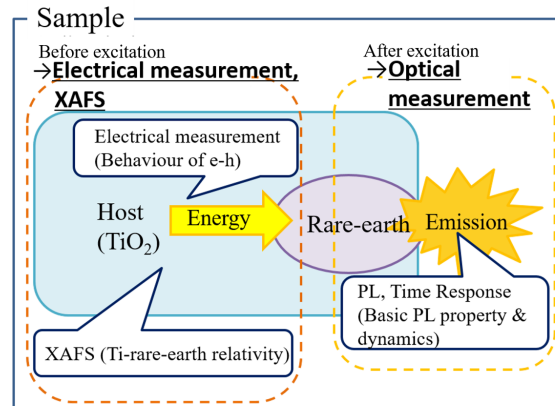 Sample
Before excitation
→Electrical measurement,
XAFS
After excitation
→Optical
measurement
Electrical measurement
(Behaviour of e-h)
Host
(TiO₂)
Energy
Rare-earth
Emission
PL, Time Response
(Basic PL property &
dynamics)
XAFS (Ti-rare-earth relativity)